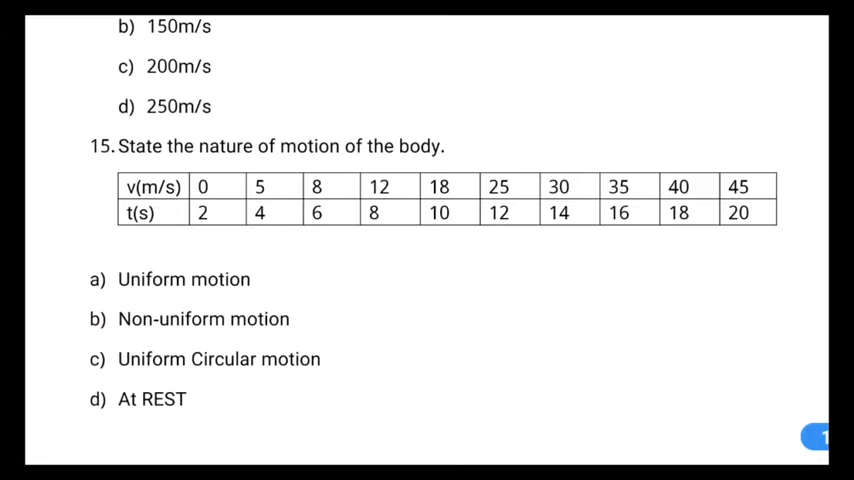 b) 150m/s
c) 200m/s
d) 250m/s
15. State the nature of motion of the body.
v(m/s) 0 5 8 12 18 25 30 35 40 45
t(s) 2 4 6 8 10 12 14 16 18 20
a) Uniform motion
b) Non-uniform motion
c) Uniform Circular motion
d) At REST